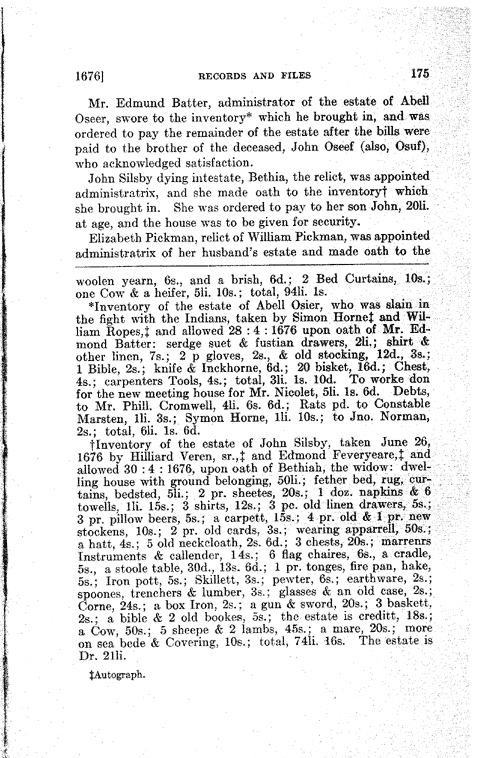 1676] RECORDS AND FILES 175
Mr. Edmund Batter, administrator of the estate of Abell
Oseer, swore to the inventory* which he brought in, and was
ordered to pay the remainder of the estate after the bills were
paid to the brother of the deceased, John Oseef (also, Osuf),
who acknowledged satisfaction.
John Silsby dying intestate, Bethia, the relict, was appointed
administratrix, and she made oath to the inventory† which
she brought in. She was ordered to pay to her son John, 20li.
at age, and the house was to be given for security.
Elizabeth Pickman, relict of William Pickman, was appointed
administratrix of her husband's estate and made oath to the
woolen yearn, 6s., and a brish, 6d.; 2 Bed Curtains, 10s.;
one Cow & a heifer, 5li. 10s.; total, 94li. 1s.
*Inventory of the estate of Abell Osier, who was slain in
the fight with the Indians, taken by Simon Horne‡ and Wil-
liam Ropes,‡ and allowed 28 : 4 : 1676 upon oath of Mr. Ed-
mond Batter: serdge suet & fustian drawers, 2li.; shirt &
other linen, 7s.; 2 p gloves, 2s., & old stocking, 12d., 3s.;
1 Bible, 2s.; knife & Inckhorne, 6d.; 20 bisket, 16d.; Chest,
4s.; carpenters Tools, 4s.; total, 3li. 1s. 10d. To worke don
for the new meeting house for Mr. Nicolet, 5li. 1s. 6d. Debts,
to Mr. Phill. Cromwell, 4li. 6s. 6d.; Rats pd. to Constable
Marsten, 1li. 3s.; Symon Horne, 1li. 10s.; to Jno. Norman,
2s.; total, 6li. 1s. 6d.
†Inventory of the estate of John Silsby, taken June 26,
1676 by Hilliard Veren, sr.,‡ and Edmond Feveryeare,‡ and
allowed 30 : 4 : 1676, upon oath of Bethiah, the widow: dwel-
ling house with ground belonging, 50li.; fether bed, rug, cur-
tains, bedsted, 5li.; 2 pr. sheetes, 20s.; 1 doz. napkins & 6
towells, 1li. 15s.; 3 shirts, 12s.; 3 pc. old linen drawers, 5s.;
3 pr. pillow beers, 5s.; a carpett, 15s.; 4 pr. old & 1 pr. new
stockens, 10s.; 2 pr. old cards, 3s.; wearing apparrell, 50s.;
a hatt, 4s.; 5 old neckcloath, 2s. 6d.; 3 chests, 20s.; marrenrs
Instruments & callender, 14s.; 6 flag chaires, 6s., a cradle,
5s., a stoole table, 30d., 13s. 6d.; 1 pr. tonges, fire pan, hake,
5s.; Iron pott, 5s.; Skillett, 3s.; pewter, 6s.; earthware, 2s.;
spoones, trenchers & lumber, 3s.; glasses & an old case, 2s.;
Corne, 24s.; a box Iron, 2s.; a gun & sword, 20s.; 3 baskett,
2s.; a bible & 2 old bookes, 5s.; the estate is creditt, 18s.;
a Cow, 50s.; 5 sheepe & 2 lambs, 45s.; a mare, 20s.; more
on sea bede & Covering, 10s.; total, 74li. 16s. The estate is
Dr. 21li.
‡Autograph.